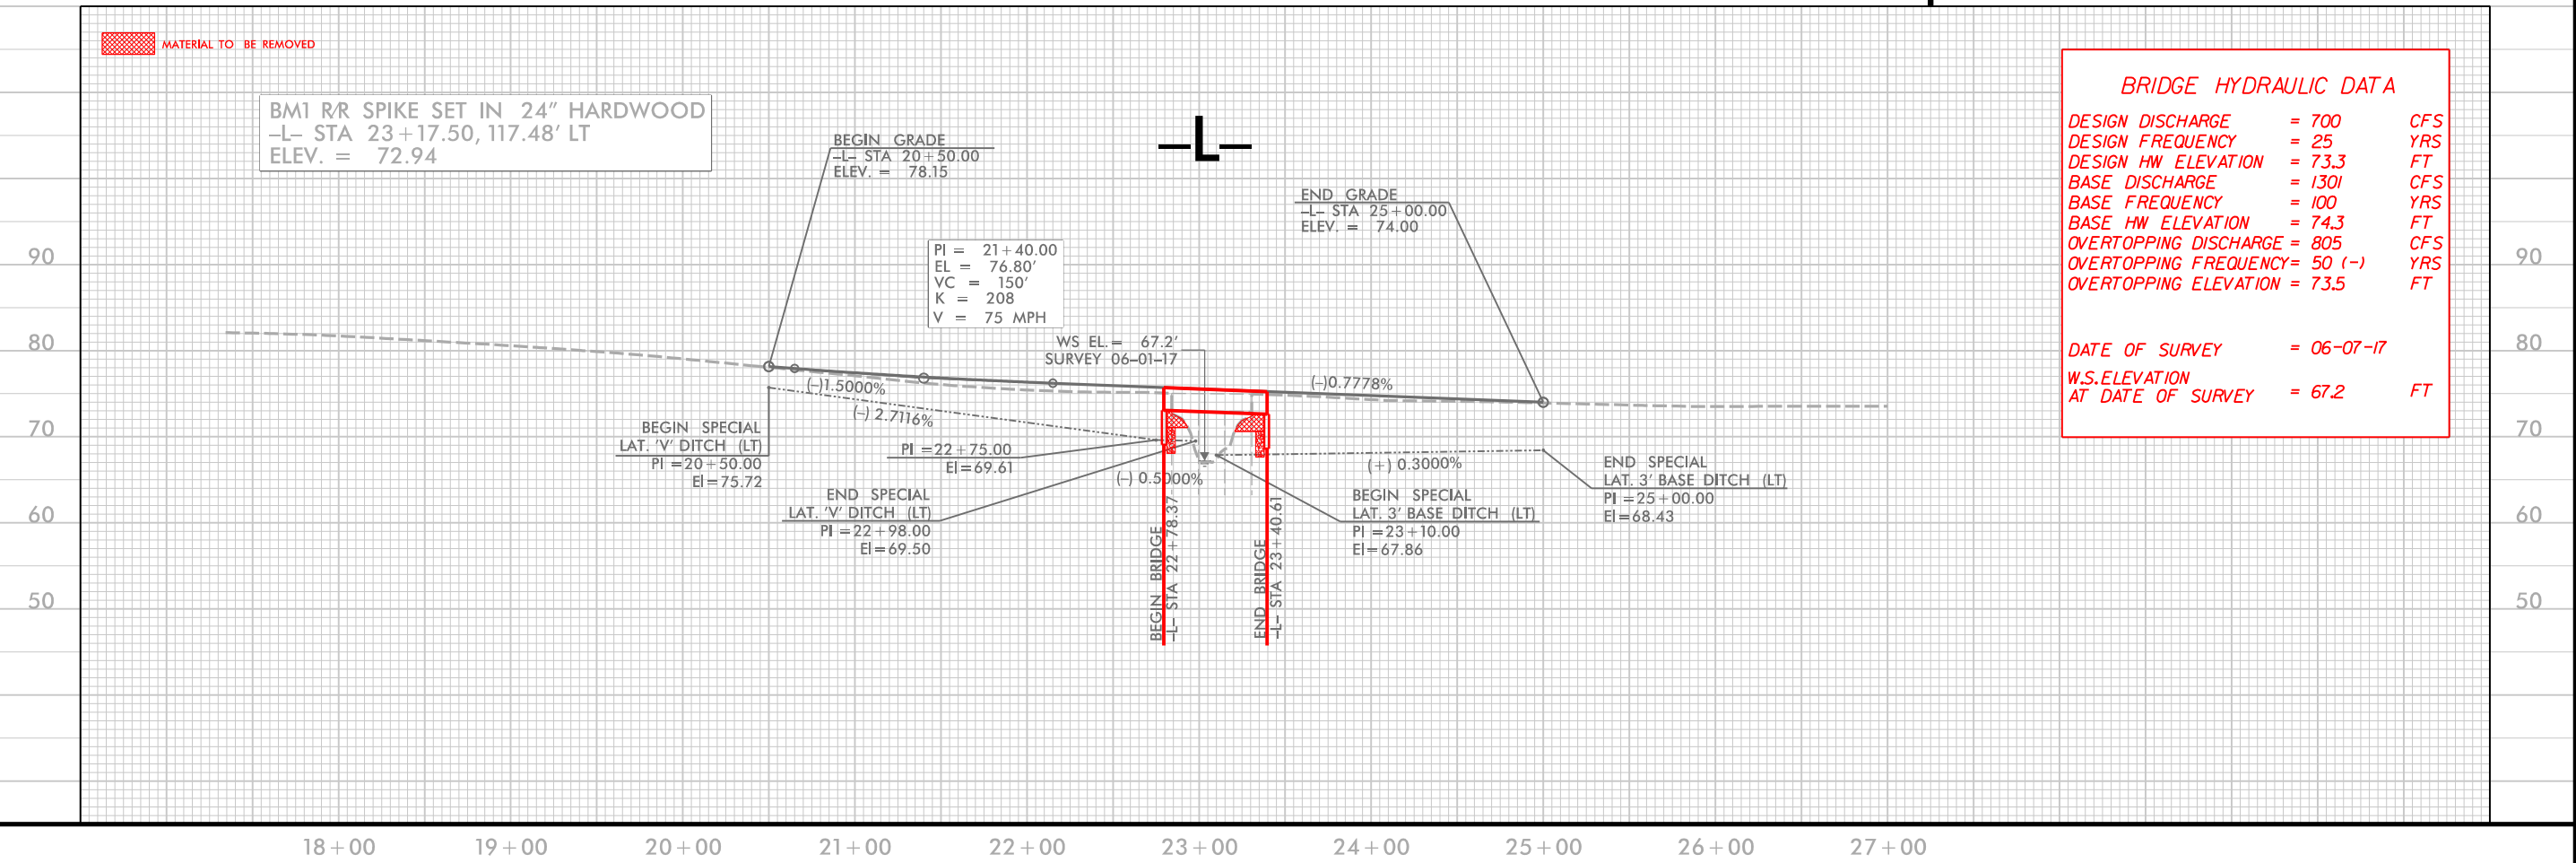 MATERIAL TO BE REMOVED
BM1 R/R SPIKE SET IN 24" HARDWOOD
-L- STA 23+17.50, 117.48' LT
ELEV. = 72.94
BEGIN GRADE
-L- STA 20+50.00
ELEV. = 78.15
-L-
END GRADE
-L- STA 25+00.00
ELEV. = 74.00
PI = 21+40.00
EL = 76.80'
VC = 150'
K = 208
V = 75 MPH
WS EL. = 67.2'
SURVEY 06-01-17
(-)1.5000%
(-) 2.7116%
(-)0.7778%
BEGIN SPECIAL
LAT. 'V' DITCH (LT)
PI =20+50.00
El=75.72
PI =22+75.00
El=69.61
(-) 0.5000%
(+) 0.3000%
END SPECIAL
LAT. 'V' DITCH (LT)
PI =22+98.00
El=69.50
BEGIN SPECIAL
LAT. 3' BASE DITCH (LT)
PI =23+10.00
El=67.86
END SPECIAL
LAT. 3' BASE DITCH (LT)
PI =25+00.00
El=68.43
BEGIN BRIDGE
-L- STA 22+78.37
END BRIDGE
-L- STA 23+40.61
BRIDGE HYDRAULIC DATA
DESIGN DISCHARGE = 700 CFS
DESIGN FREQUENCY = 25 YRS
DESIGN HW ELEVATION = 73.3 FT
BASE DISCHARGE = 1301 CFS
BASE FREQUENCY = 100 YRS
BASE HW ELEVATION = 74.3 FT
OVERTOPPING DISCHARGE = 805 CFS
OVERTOPPING FREQUENCY= 50 (-) YRS
OVERTOPPING ELEVATION = 73.5 FT
DATE OF SURVEY = 06-07-17
W.S.ELEVATION
AT DATE OF SURVEY = 67.2 FT
90 90
80 80
70 70
60 60
50 50
18+00 19+00 20+00 21+00 22+00 23+00 24+00 25+00 26+00 27+00